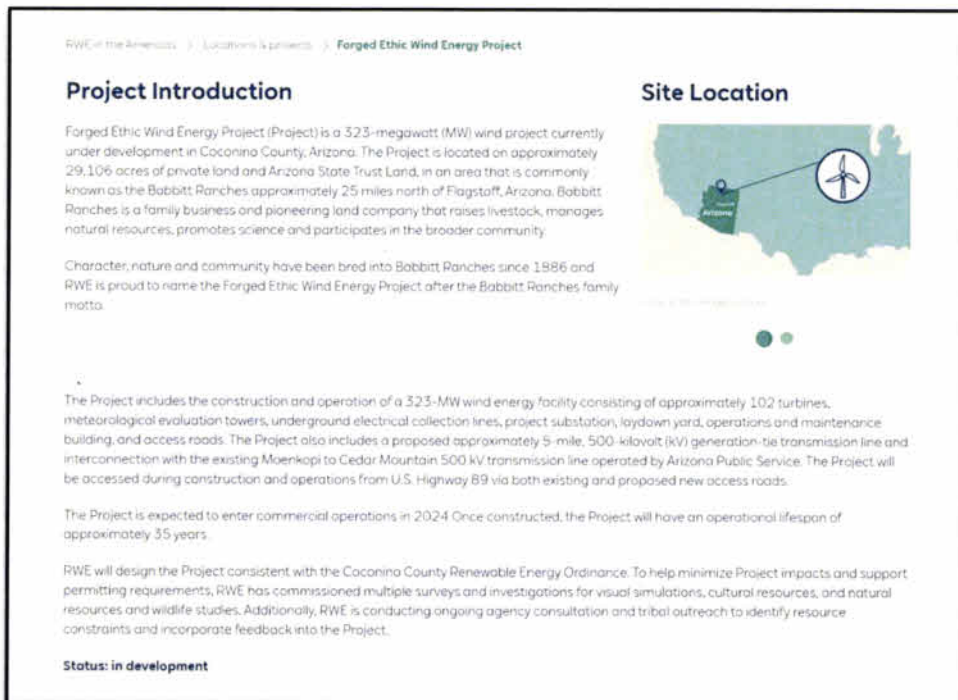 RWE in the Americas > Locations & projects > Forged Ethic Wind Energy Project
Project Introduction
Forged Ethic Wind Energy Project (Project) is a 323-megawatt (MW) wind project currently
under development in Coconino County, Arizona. The Project is located on approximately
29,106 acres of private land and Arizona State Trust Land, in an area that is commonly
known as the Babbitt Ranches approximately 25 miles north of Flagstaff, Arizona. Babbitt
Ranches is a family business and pioneering land company that raises livestock, manages
natural resources, promotes science and participates in the broader community.
Character, nature and community have been bred into Babbitt Ranches since 1886 and
RWE is proud to name the Forged Ethic Wind Energy Project after the Babbitt Ranches family
motto.
Site Location
Arizona
The Project includes the construction and operation of a 323-MW wind energy facility consisting of approximately 102 turbines,
meteorological evaluation towers, underground electrical collection lines, project substation, laydown yard, operations and maintenance
building, and access roads. The Project also includes a proposed approximately 5-mile, 500-kilovolt (kV) generation-tie transmission line and
interconnection with the existing Moenkopi to Cedar Mountain 500 kV transmission line operated by Arizona Public Service. The Project will
be accessed during construction and operations from U.S. Highway 89 via both existing and proposed new access roads.
The Project is expected to enter commercial operations in 2024 Once constructed, the Project will have an operational lifespan of
approximately 35 years.
RWE will design the Project consistent with the Coconino County Renewable Energy Ordinance. To help minimize Project impacts and support
permitting requirements, RWE has commissioned multiple surveys and investigations for visual simulations, cultural resources, and natural
resources and wildlife studies. Additionally, RWE is conducting ongoing agency consultation and tribal outreach to identify resource
constraints and incorporate feedback into the Project.
Status: in development